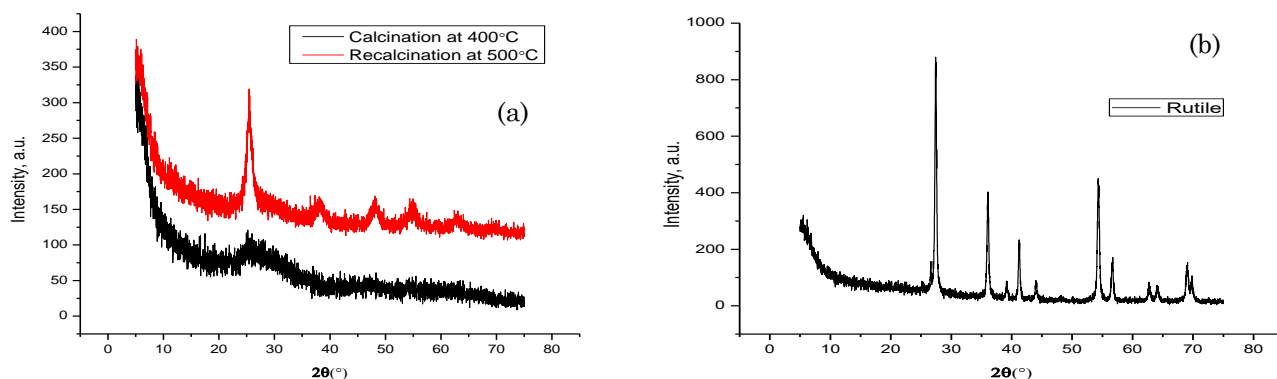 400
350
300
250
200
150
100
50
0
Intensity, a.u.
Calcination at 400°C
Recalcination at 500°C
(a)
0 10 20 30 40 50 60 70 80
2θ(°)
1000
800
600
400
200
0
Intensity, a.u.
(b)
Rutile
0 10 20 30 40 50 60 70 80
2θ(°)